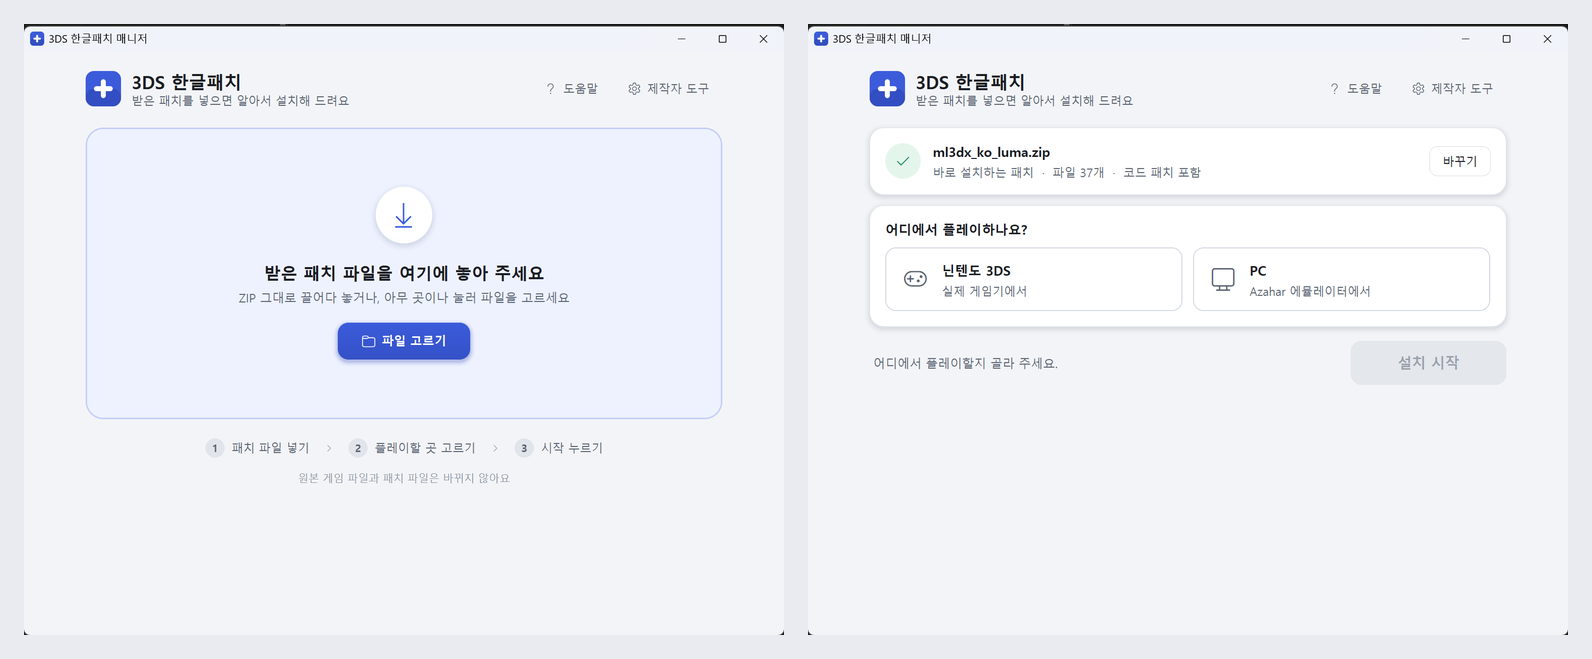 3DS 한글패치 매니저
3DS 한글패치
받은 패치를 넣으면 알아서 설치해 드려요
? 도움말
제작자 도구
받은 패치 파일을 여기에 놓아 주세요
ZIP 그대로 끌어다 놓거나, 아무 곳이나 눌러 파일을 고르세요
파일 고르기
1 패치 파일 넣기 > 2 플레이할 곳 고르기 > 3 시작 누르기
원본 게임 파일과 패치 파일은 바뀌지 않아요
3DS 한글패치 매니저
3DS 한글패치
받은 패치를 넣으면 알아서 설치해 드려요
? 도움말
제작자 도구
ml3dx_ko_luma.zip
바로 설치하는 패치 · 파일 37개 · 코드 패치 포함
바꾸기
어디에서 플레이하나요?
닌텐도 3DS
실제 게임기에서
PC
Azahar 에뮬레이터에서
어디에서 플레이할지 골라 주세요.
설치 시작